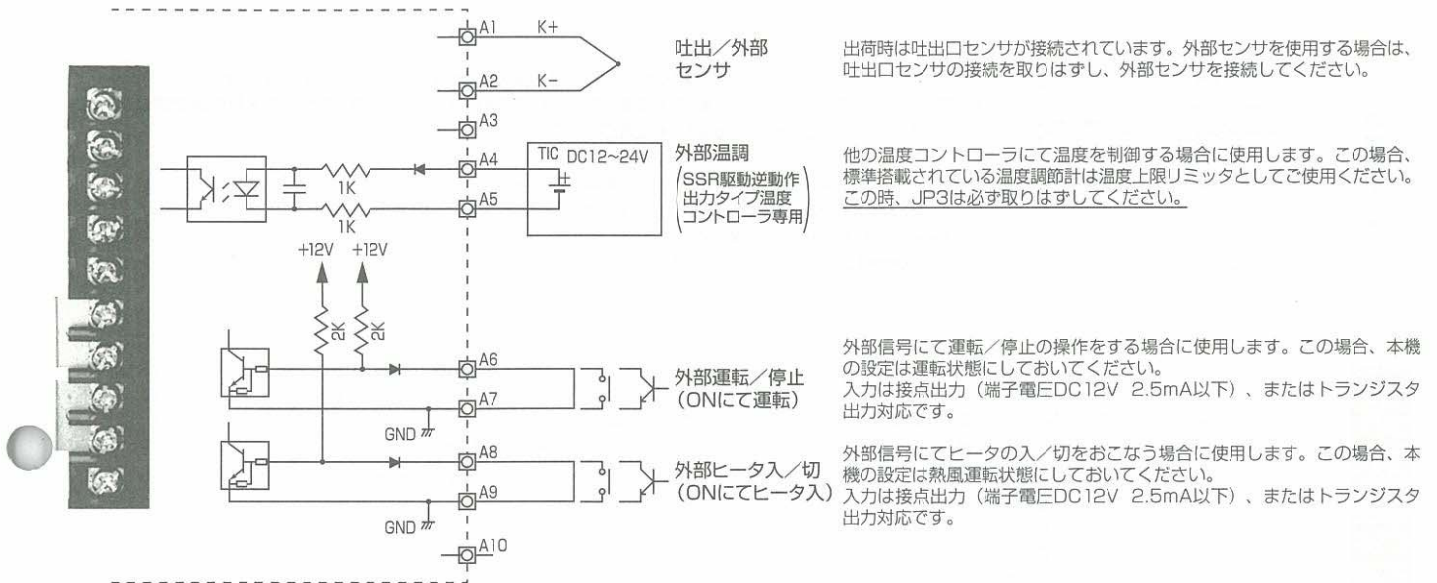 A1 K+
A2 K−
吐出／外部
センサ
出荷時は吐出口センサが接続されています。外部センサを使用する場合は、
吐出口センサの接続を取りはずし、外部センサを接続してください。
A3
A4
A5
1K
1K
TIC DC12~24V
+
外部温調
(SSR駆動逆動作
出力タイプ温度
コントローラ専用)
他の温度コントローラにて温度を制御する場合に使用します。この場合、
標準搭載されている温度調節計は温度上限リミッタとしてご使用ください。
この時、JP3は必ず取りはずしてください。
+12V +12V
2K 2K
A6
A7
GND
外部運転／停止
(ONにて運転)
外部信号にて運転／停止の操作をする場合に使用します。この場合、本機
の設定は運転状態にしておいてください。
入力は接点出力（端子電圧DC12V 2.5mA以下）、またはトランジスタ
出力対応です。
A8
A9
GND
外部ヒータ入／切
(ONにてヒータ入)
外部信号にてヒータの入／切をおこなう場合に使用します。この場合、本
機の設定は熱風運転状態にしておいてください。
入力は接点出力（端子電圧DC12V 2.5mA以下）、またはトランジスタ
出力対応です。
A10